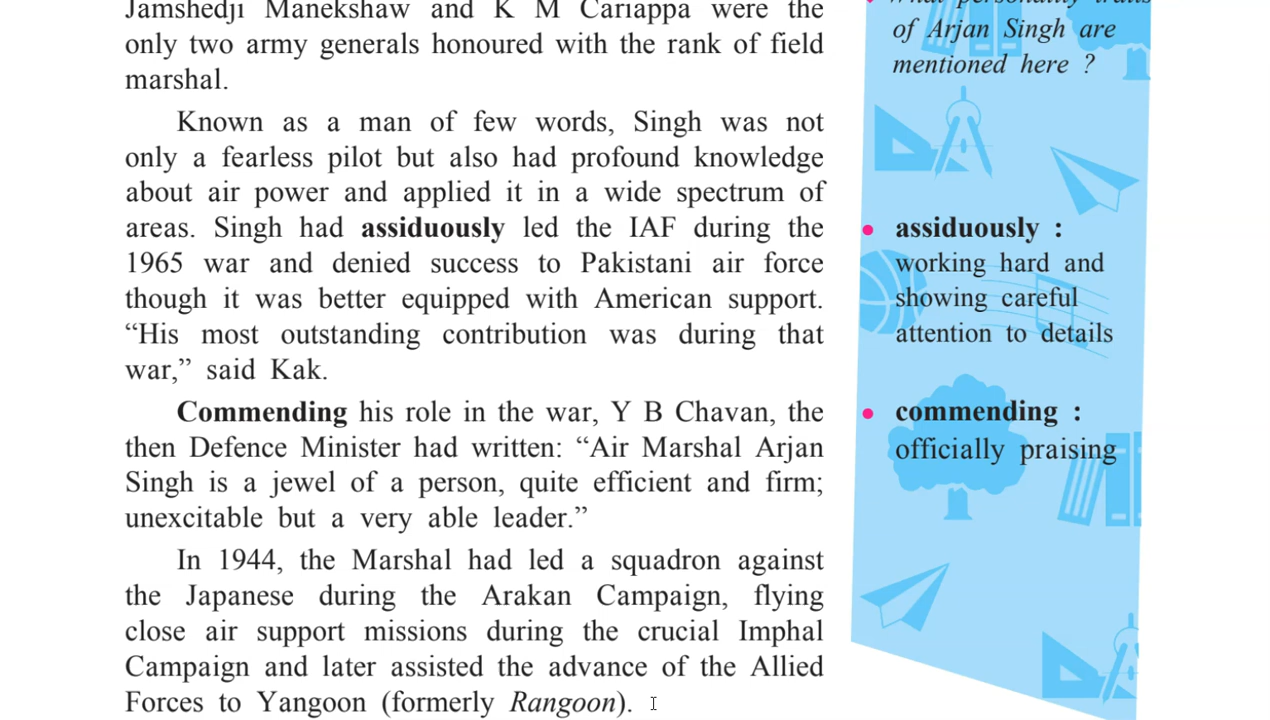 Jamshedji Manekshaw and K M Cariappa were the
only two army generals honoured with the rank of field
marshal.
Known as a man of few words, Singh was not
only a fearless pilot but also had profound knowledge
about air power and applied it in a wide spectrum of
areas. Singh had assiduously led the IAF during the
1965 war and denied success to Pakistani air force
though it was better equipped with American support.
“His most outstanding contribution was during that
war,” said Kak.
Commending his role in the war, Y B Chavan, the
then Defence Minister had written: “Air Marshal Arjan
Singh is a jewel of a person, quite efficient and firm;
unexcitable but a very able leader.”
In 1944, the Marshal had led a squadron against
the Japanese during the Arakan Campaign, flying
close air support missions during the crucial Imphal
Campaign and later assisted the advance of the Allied
Forces to Yangoon (formerly Rangoon).
What personality traits
of Arjan Singh are
mentioned here ?
• assiduously :
working hard and
showing careful
attention to details
• commending :
officially praising